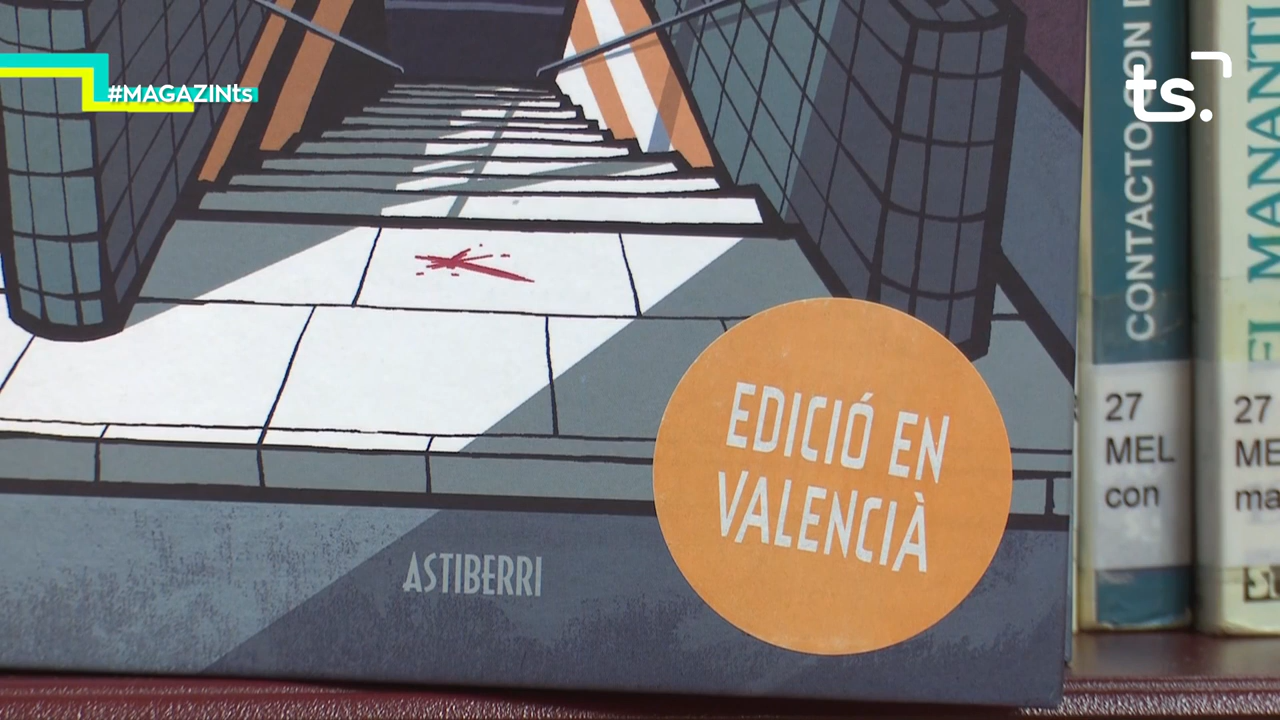 #MAGAZINts
ts.
EDICIÓ EN
VALENCIÀ
ASTIBERRI
CONTACTO CON
27
MEL
con
EL MANANTI
27
ME
ma